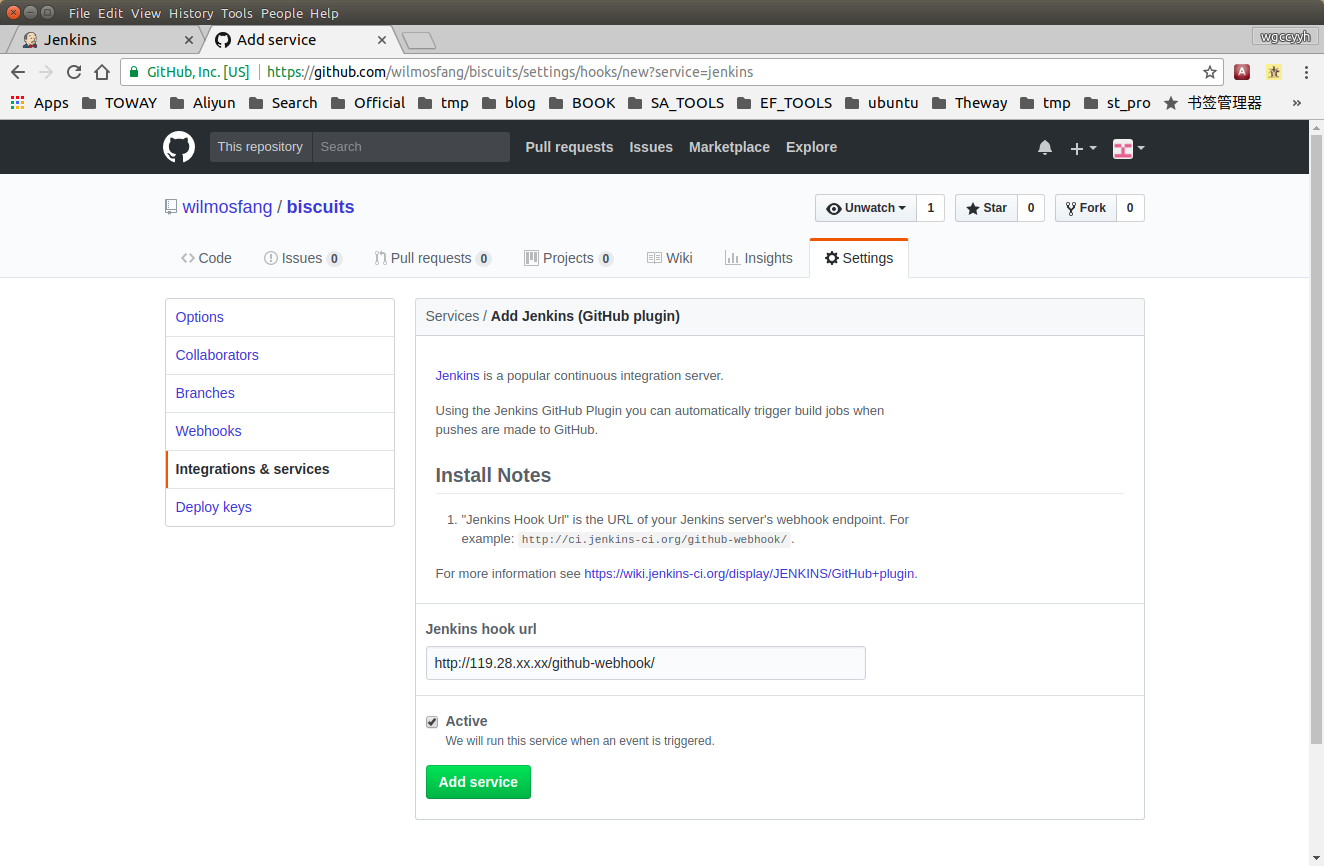 File Edit View History Tools People Help
Jenkins
Add service
wgccyyh
GitHub, Inc. [US] https://github.com/wilmosfang/biscuits/settings/hooks/new?service=jenkins
Apps TOWAY Aliyun Search Official tmp blog BOOK SA_TOOLS EF_TOOLS ubuntu Theway tmp st_pro 书签管理器 »
This repository Search Pull requests Issues Marketplace Explore
wilmosfang / biscuits
Unwatch 1 Star 0 Fork 0
Code Issues 0 Pull requests 0 Projects 0 Wiki Insights Settings
Options
Collaborators
Branches
Webhooks
Integrations & services
Deploy keys
Services / Add Jenkins (GitHub plugin)
Jenkins is a popular continuous integration server.
Using the Jenkins GitHub Plugin you can automatically trigger build jobs when
pushes are made to GitHub.
Install Notes
1. "Jenkins Hook Url" is the URL of your Jenkins server's webhook endpoint. For
example: http://ci.jenkins-ci.org/github-webhook/ .
For more information see https://wiki.jenkins-ci.org/display/JENKINS/GitHub+plugin.
Jenkins hook url
http://119.28.xx.xx/github-webhook/
Active
We will run this service when an event is triggered.
Add service